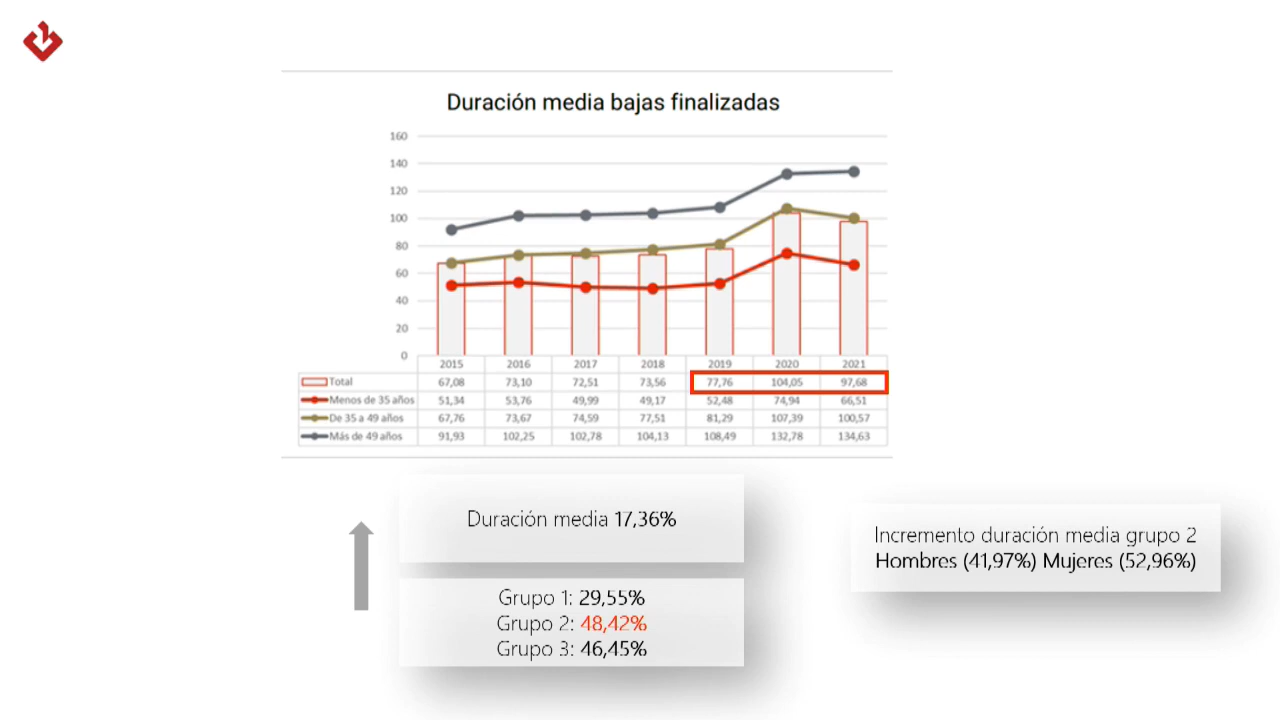 Duración media bajas finalizadas
160
140
120
100
80
60
40
20
0
2015 2016 2017 2018 2019 2020 2021
Total 67,08 73,10 72,51 73,56 77,76 104,05 97,68
Menos de 35 años 51,34 53,76 49,99 49,17 52,48 74,94 66,51
De 35 a 49 años 67,76 73,67 74,59 77,51 81,29 107,39 100,57
Más de 49 años 91,93 102,25 102,78 104,13 108,49 132,78 134,63
Duración media 17,36%
Grupo 1: 29,55%
Grupo 2: 48,42%
Grupo 3: 46,45%
Incremento duración media grupo 2
Hombres (41,97%) Mujeres (52,96%)